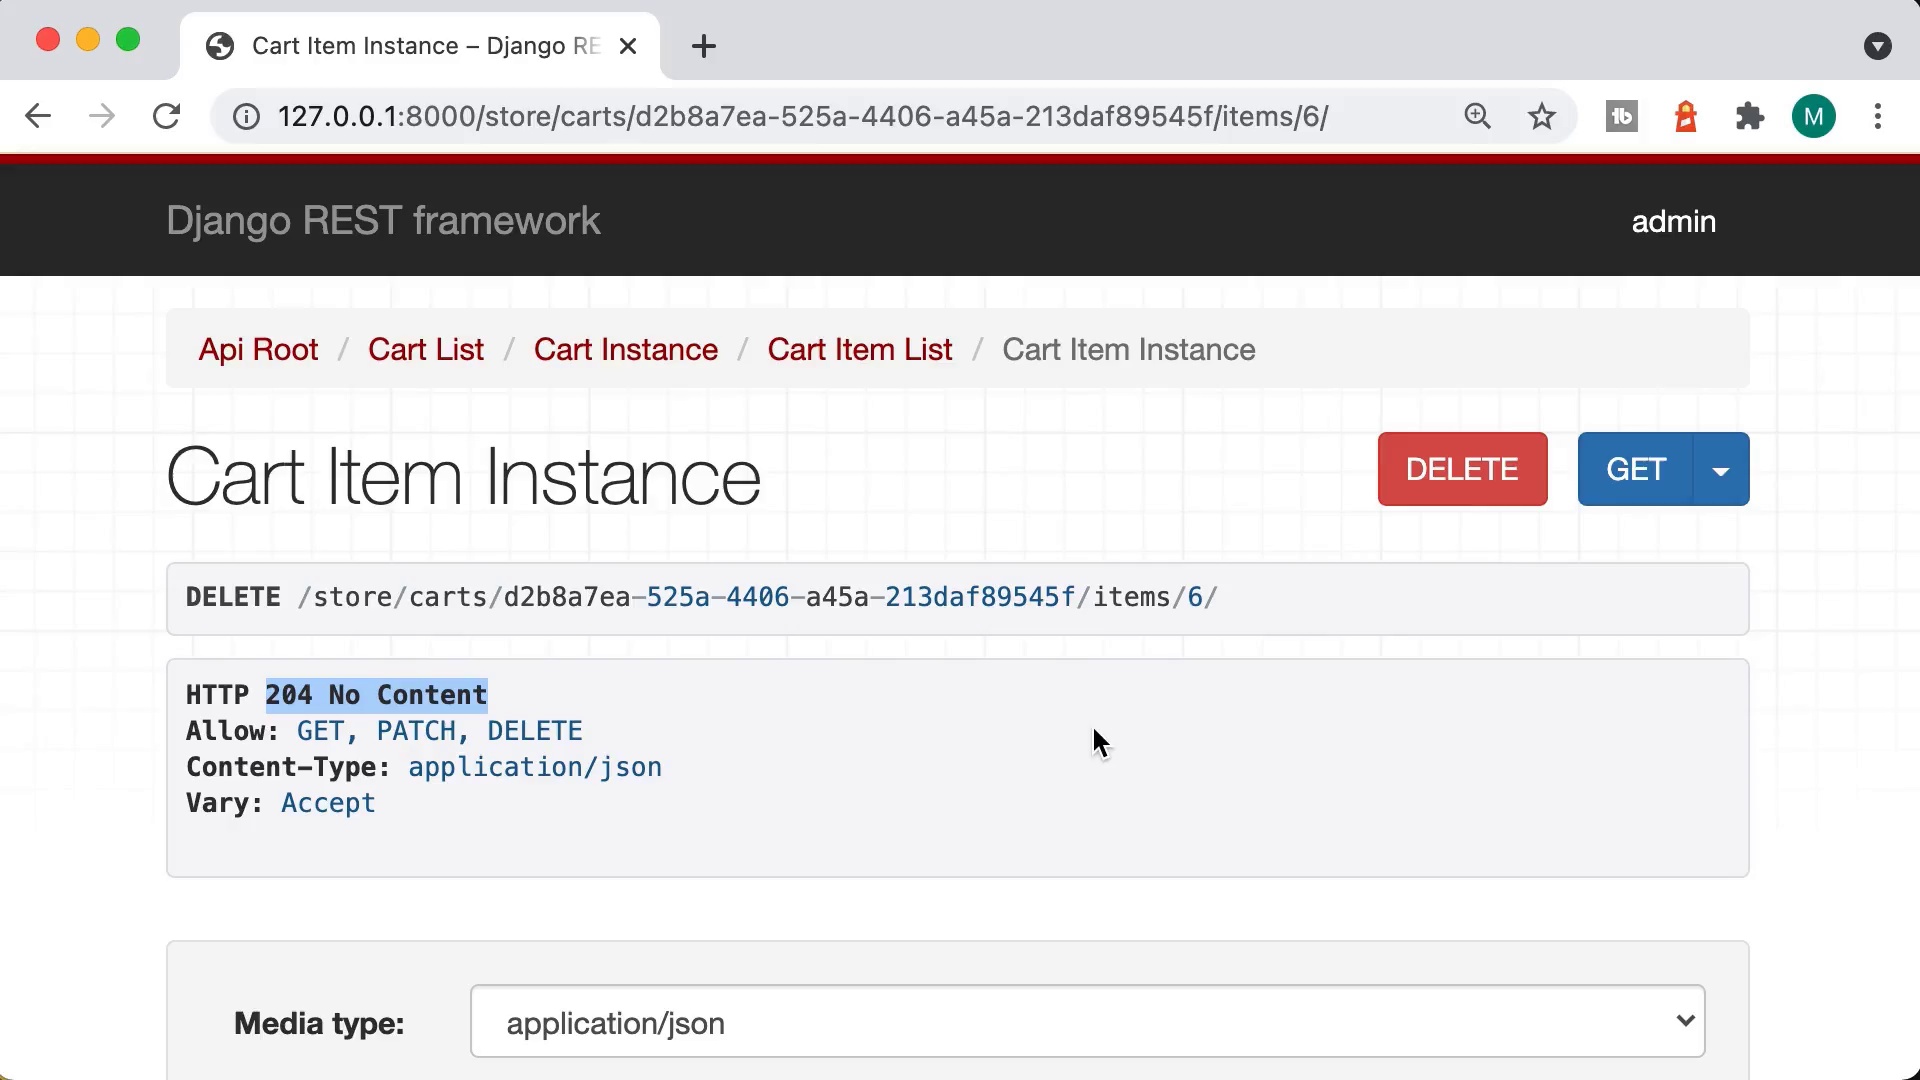 Cart Item Instance – Django RE
127.0.0.1:8000/store/carts/d2b8a7ea-525a-4406-a45a-213daf89545f/items/6/
M
Django REST framework
admin
Api Root / Cart List / Cart Instance / Cart Item List / Cart Item Instance
Cart Item Instance
DELETE
GET
DELETE /store/carts/d2b8a7ea-525a-4406-a45a-213daf89545f/items/6/
HTTP 204 No Content
Allow: GET, PATCH, DELETE
Content-Type: application/json
Vary: Accept
Media type:
application/json